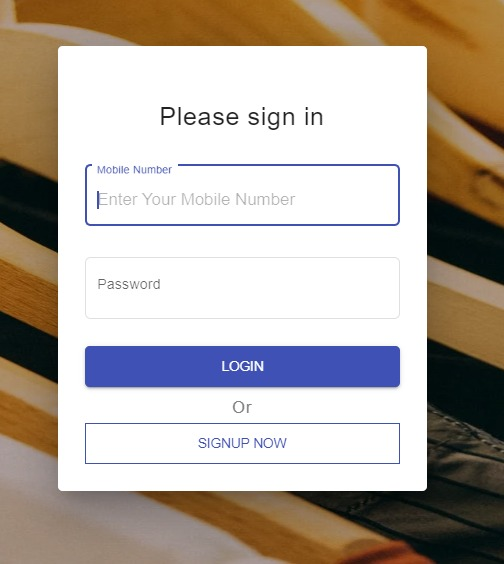 Please sign in
Mobile Number
Enter Your Mobile Number
Password
LOGIN
Or
SIGNUP NOW